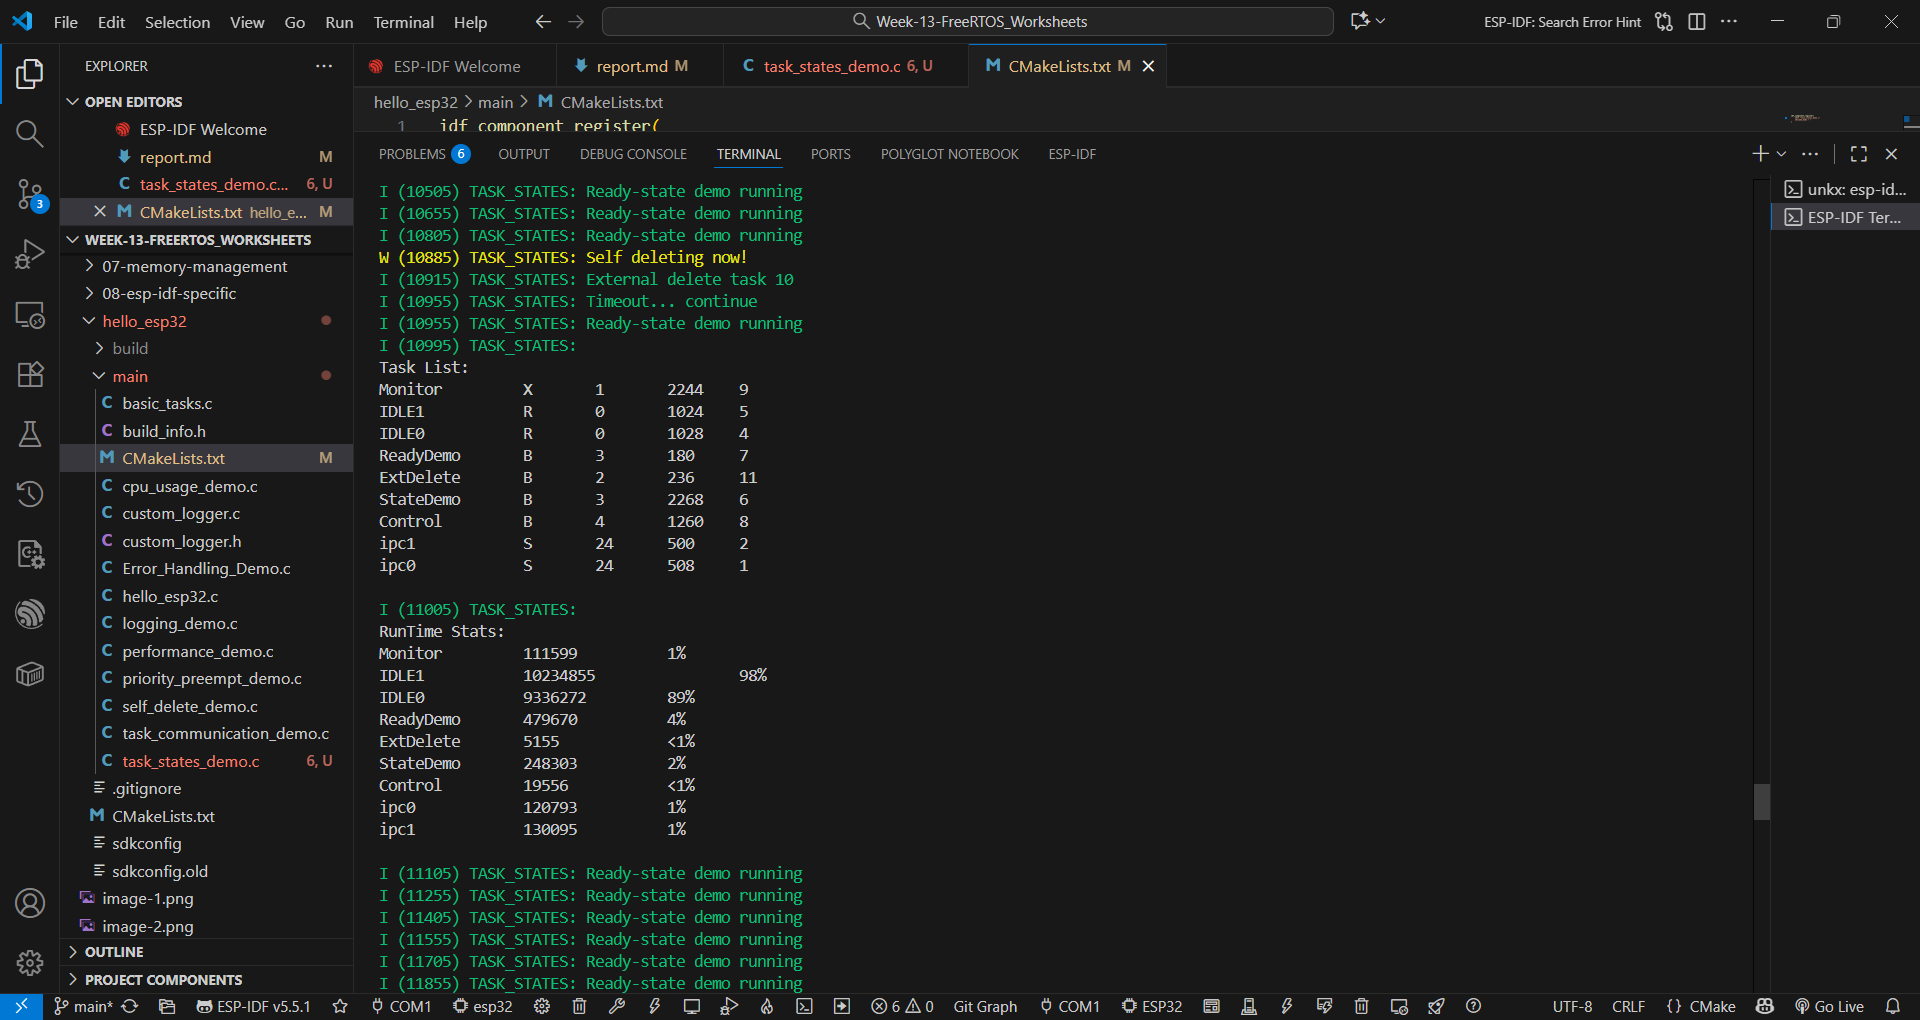 File Edit Selection View Go Run Terminal Help
Week-13-FreeRTOS_Worksheets
ESP-IDF: Search Error Hint
EXPLORER
OPEN EDITORS
ESP-IDF Welcome
report.md M
task_states_demo.c... 6, U
CMakeLists.txt hello_e... M
WEEK-13-FREERTOS_WORKSHEETS
07-memory-management
08-esp-idf-specific
hello_esp32
build
main
basic_tasks.c
build_info.h
CMakeLists.txt M
cpu_usage_demo.c
custom_logger.c
custom_logger.h
Error_Handling_Demo.c
hello_esp32.c
logging_demo.c
performance_demo.c
priority_preempt_demo.c
self_delete_demo.c
task_communication_demo.c
task_states_demo.c 6, U
.gitignore
CMakeLists.txt
sdkconfig
sdkconfig.old
image-1.png
image-2.png
OUTLINE
PROJECT COMPONENTS
3
ESP-IDF Welcome
report.md M
task_states_demo.c 6, U
CMakeLists.txt M
hello_esp32 > main > CMakeLists.txt
1 idf_component_register(
PROBLEMS 6 OUTPUT DEBUG CONSOLE TERMINAL PORTS POLYGLOT NOTEBOOK ESP-IDF
I (10505) TASK_STATES: Ready-state demo running
I (10655) TASK_STATES: Ready-state demo running
I (10805) TASK_STATES: Ready-state demo running
W (10885) TASK_STATES: Self deleting now!
I (10915) TASK_STATES: External delete task 10
I (10955) TASK_STATES: Timeout... continue
I (10955) TASK_STATES: Ready-state demo running
I (10995) TASK_STATES:
Task List:
Monitor X 1 2244 9
IDLE1 R 0 1024 5
IDLE0 R 0 1028 4
ReadyDemo B 3 180 7
ExtDelete B 2 236 11
StateDemo B 3 2268 6
Control B 4 1260 8
ipc1 S 24 500 2
ipc0 S 24 508 1
I (11005) TASK_STATES:
RunTime Stats:
Monitor 111599 1%
IDLE1 10234855 98%
IDLE0 9336272 89%
ReadyDemo 479670 4%
ExtDelete 5155 <1%
StateDemo 248303 2%
Control 19556 <1%
ipc0 120793 1%
ipc1 130095 1%
I (11105) TASK_STATES: Ready-state demo running
I (11255) TASK_STATES: Ready-state demo running
I (11405) TASK_STATES: Ready-state demo running
I (11555) TASK_STATES: Ready-state demo running
I (11705) TASK_STATES: Ready-state demo running
I (11855) TASK_STATES: Ready-state demo running
unkx: esp-id...
ESP-IDF Ter...
main* ESP-IDF v5.5.1 COM1 esp32 6 0 Git Graph COM1 ESP32 UTF-8 CRLF {} CMake Go Live